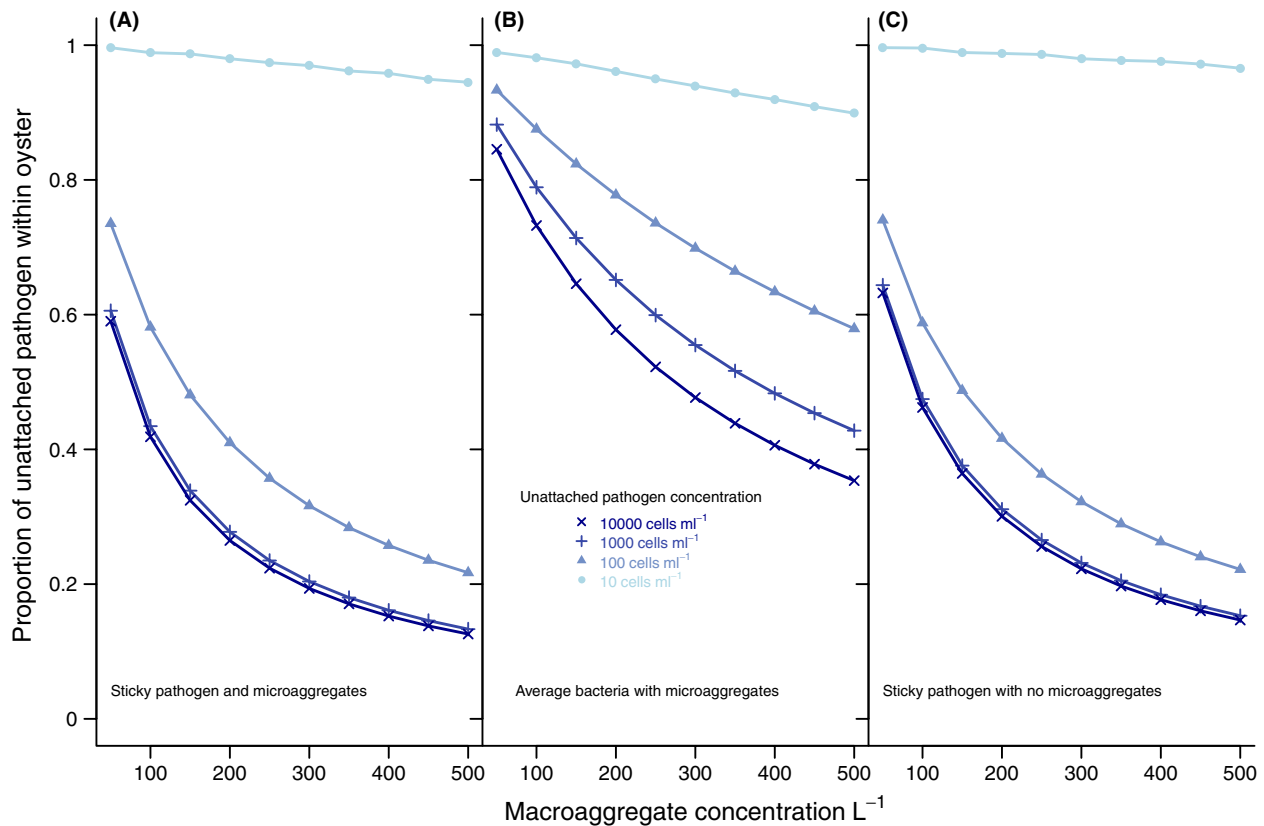 (A)
(B)
(C)
Proportion of unattached pathogen within oyster
1
0.8
0.6
0.4
0.2
0
Unattached pathogen concentration
10000 cells ml⁻¹
1000 cells ml⁻¹
100 cells ml⁻¹
10 cells ml⁻¹
Sticky pathogen and microaggregates
Average bacteria with microaggregates
Sticky pathogen with no microaggregates
100 200 300 400 500 100 200 300 400 500 100 200 300 400 500
Macroaggregate concentration L⁻¹